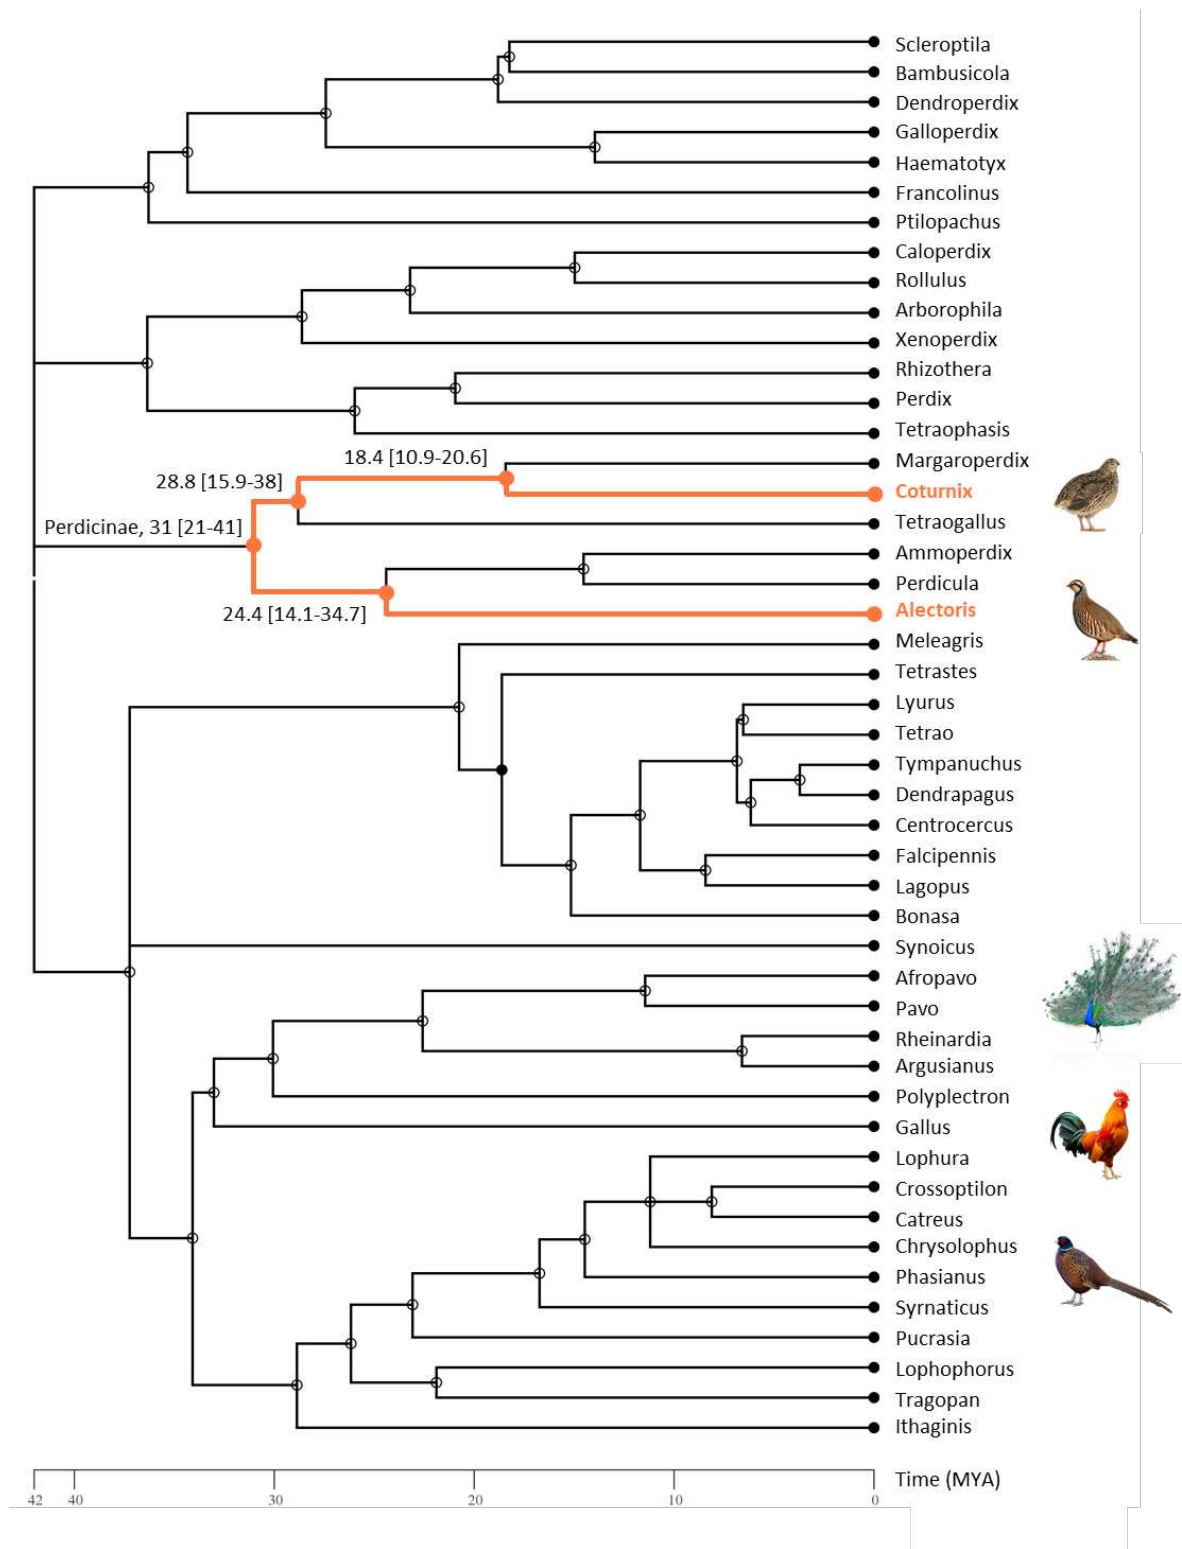 Scleroptila
Bambusicola
Dendroperdix
Galloperdix
Haematotyx
Francolinus
Ptilopachus
Caloperdix
Rollulus
Arborophila
Xenoperdix
Rhizothera
Perdix
Tetraophasis
18.4 [10.9-20.6]
Margaroperdix
28.8 [15.9-38]
Coturnix
Perdicinae, 31 [21-41]
Tetraogallus
Ammoperdix
Perdicula
24.4 [14.1-34.7]
Alectoris
Meleagris
Tetrastes
Lyurus
Tetrao
Tympanuchus
Dendrapagus
Centrocercus
Falcipennis
Lagopus
Bonasa
Synoicus
Afropavo
Pavo
Rheinardia
Argusianus
Polyplectron
Gallus
Lophura
Crossoptilon
Catreus
Chrysolophus
Phasianus
Syrnaticus
Pucrasia
Lophophorus
Tragopan
Ithaginis
Time (MYA)
42 40 30 20 10 0